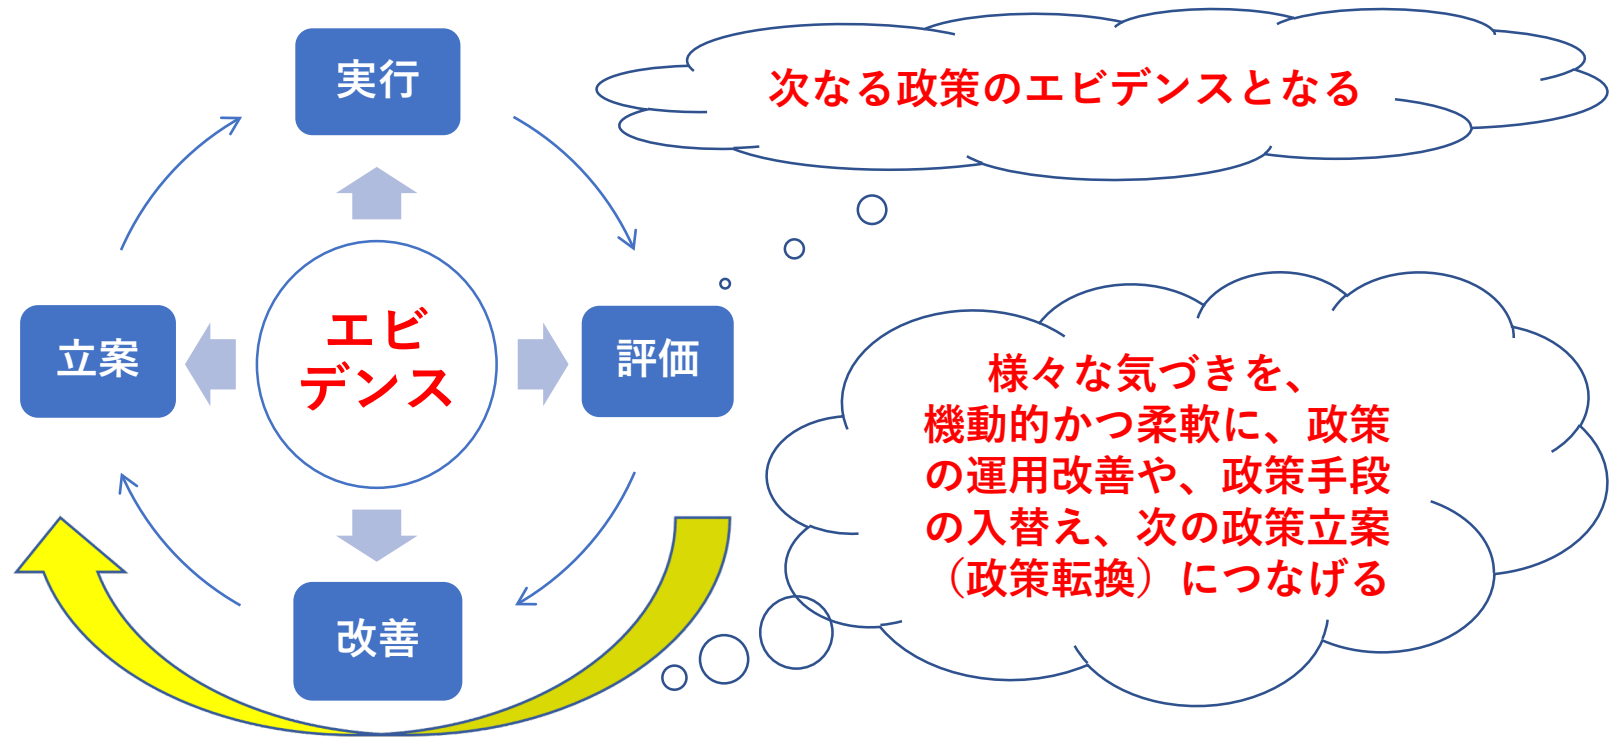 実行
次なる政策のエビデンスとなる
立案
エビ
デンス
評価
様々な気づきを、
機動的かつ柔軟に、政策
の運用改善や、政策手段
の入替え、次の政策立案
（政策転換）につなげる
改善